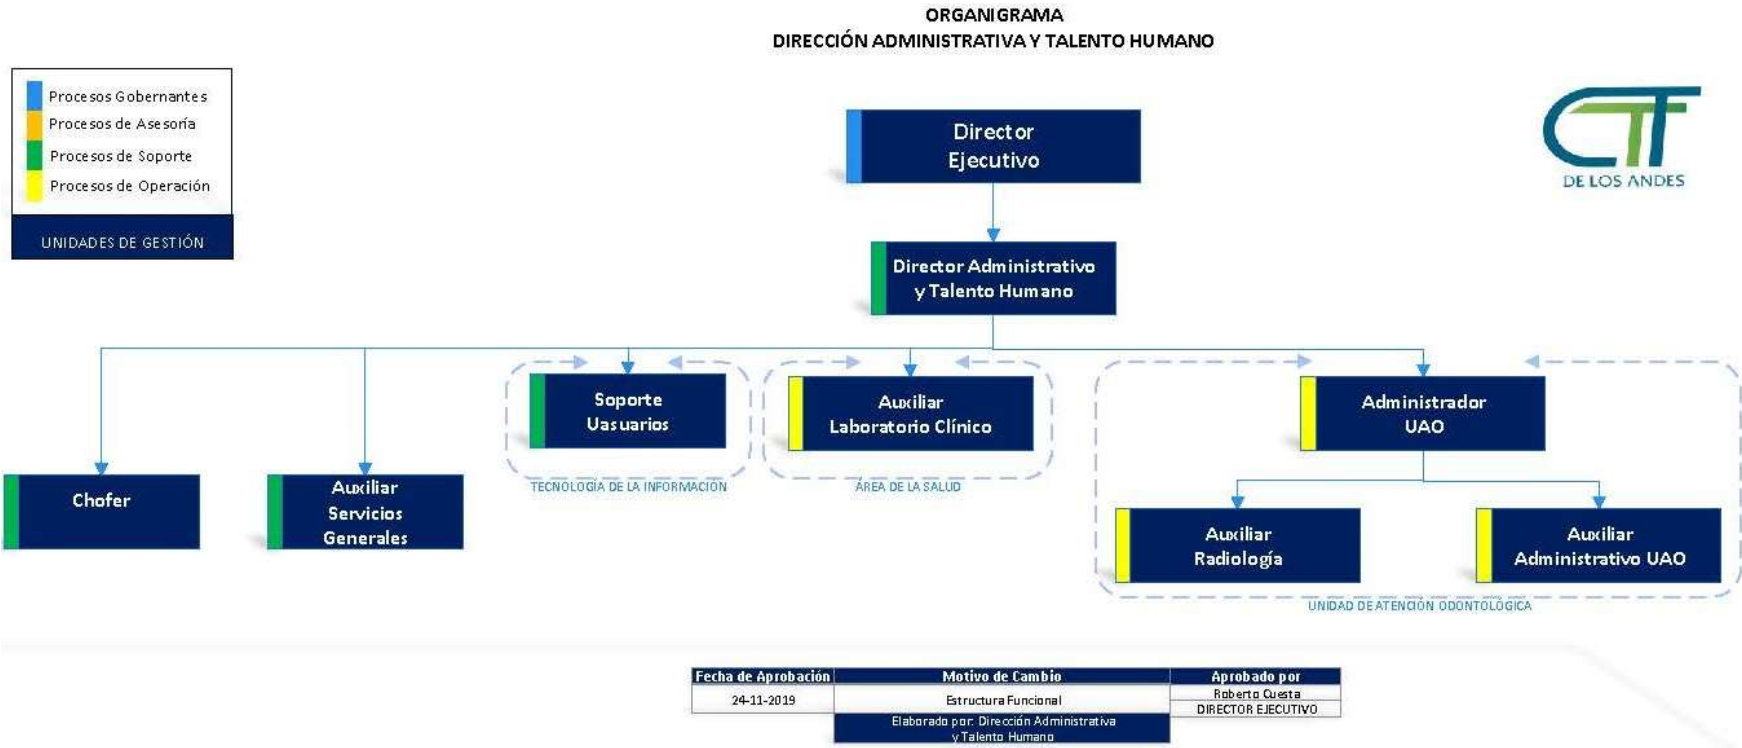 ORGANIGRAMA
DIRECCIÓN ADMINISTRATIVA Y TALENTO HUMANO
Procesos Gobernantes
Procesos de Asesoría
Procesos de Soporte
Procesos de Operación
UNIDADES DE GESTIÓN
CTT
DE LOS ANDES
Director
Ejecutivo
Director Administrativo
y Talento Humano
Soporte
Uasuarios
TECNOLOGÍA DE LA INFORMACIÓN
Auxiliar
Laboratorio Clínico
ÁREA DE LA SALUD
Administrador
UAO
Chofer
Auxiliar
Servicios
Generales
Auxiliar
Radiología
Auxiliar
Administrativo UAO
UNIDAD DE ATENCIÓN ODONTOLÓGICA
Fecha de Aprobación Motivo de Cambio Aprobado por
24-11-2019 Estructura Funcional Roberto Cuesta
DIRECTOR EJECUTIVO
Elaborado por: Dirección Administrativa
y Talento Humano